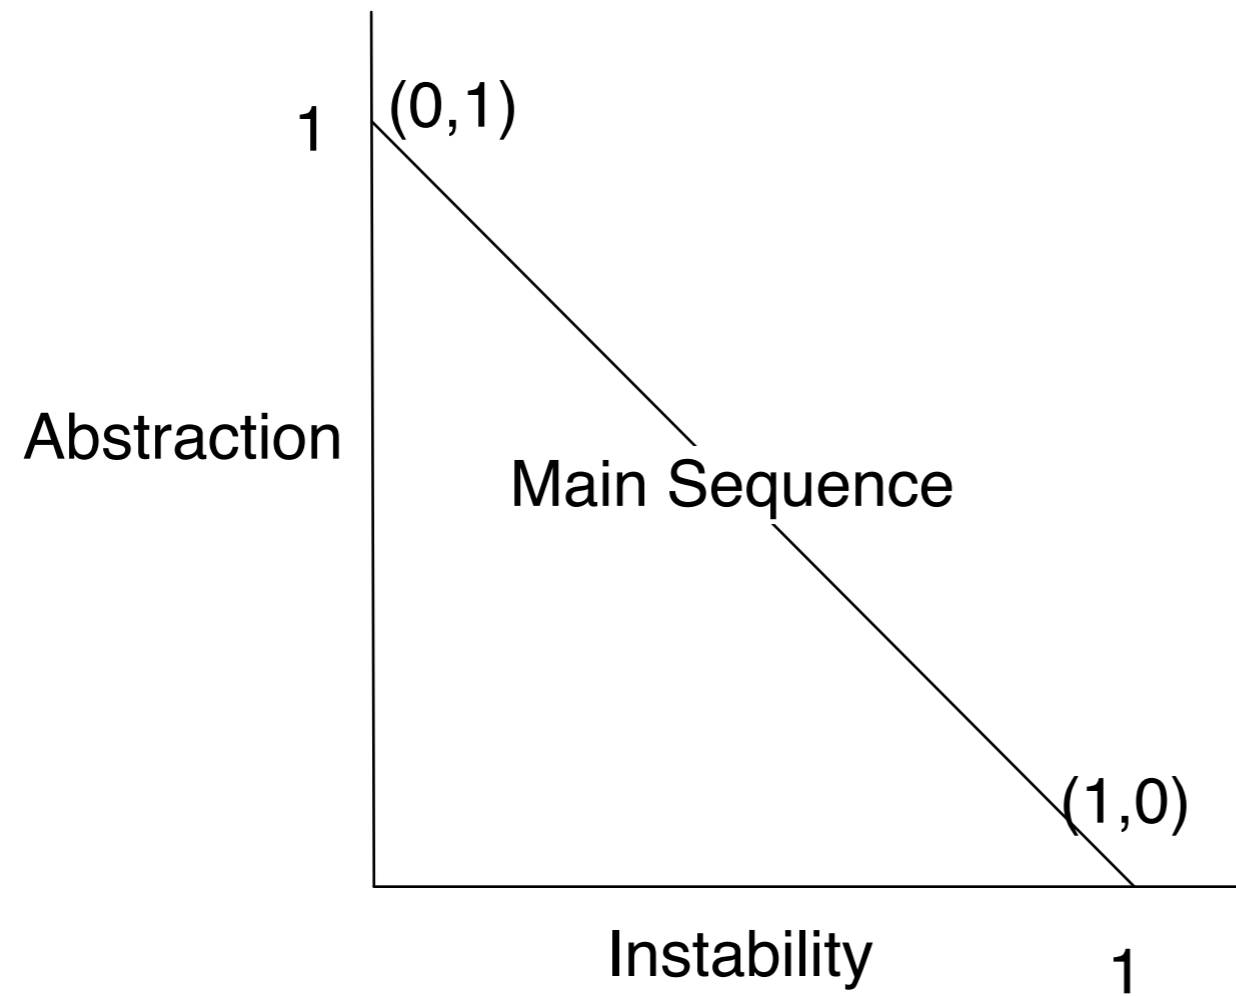 (0,1)
1
Abstraction
Main Sequence
(1,0)
Instability
1